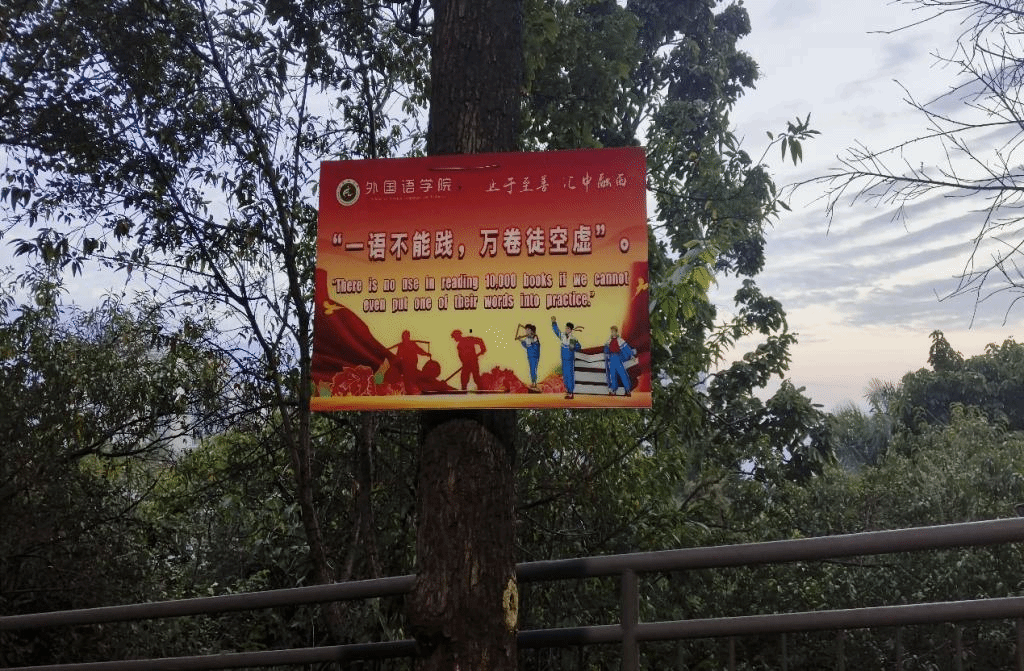 外国语学院
止于至善 汇中融西
“一语不能践，万卷徒空虚”。
"There is no use in reading 10,000 books if we cannot
even put one of their words into practice."